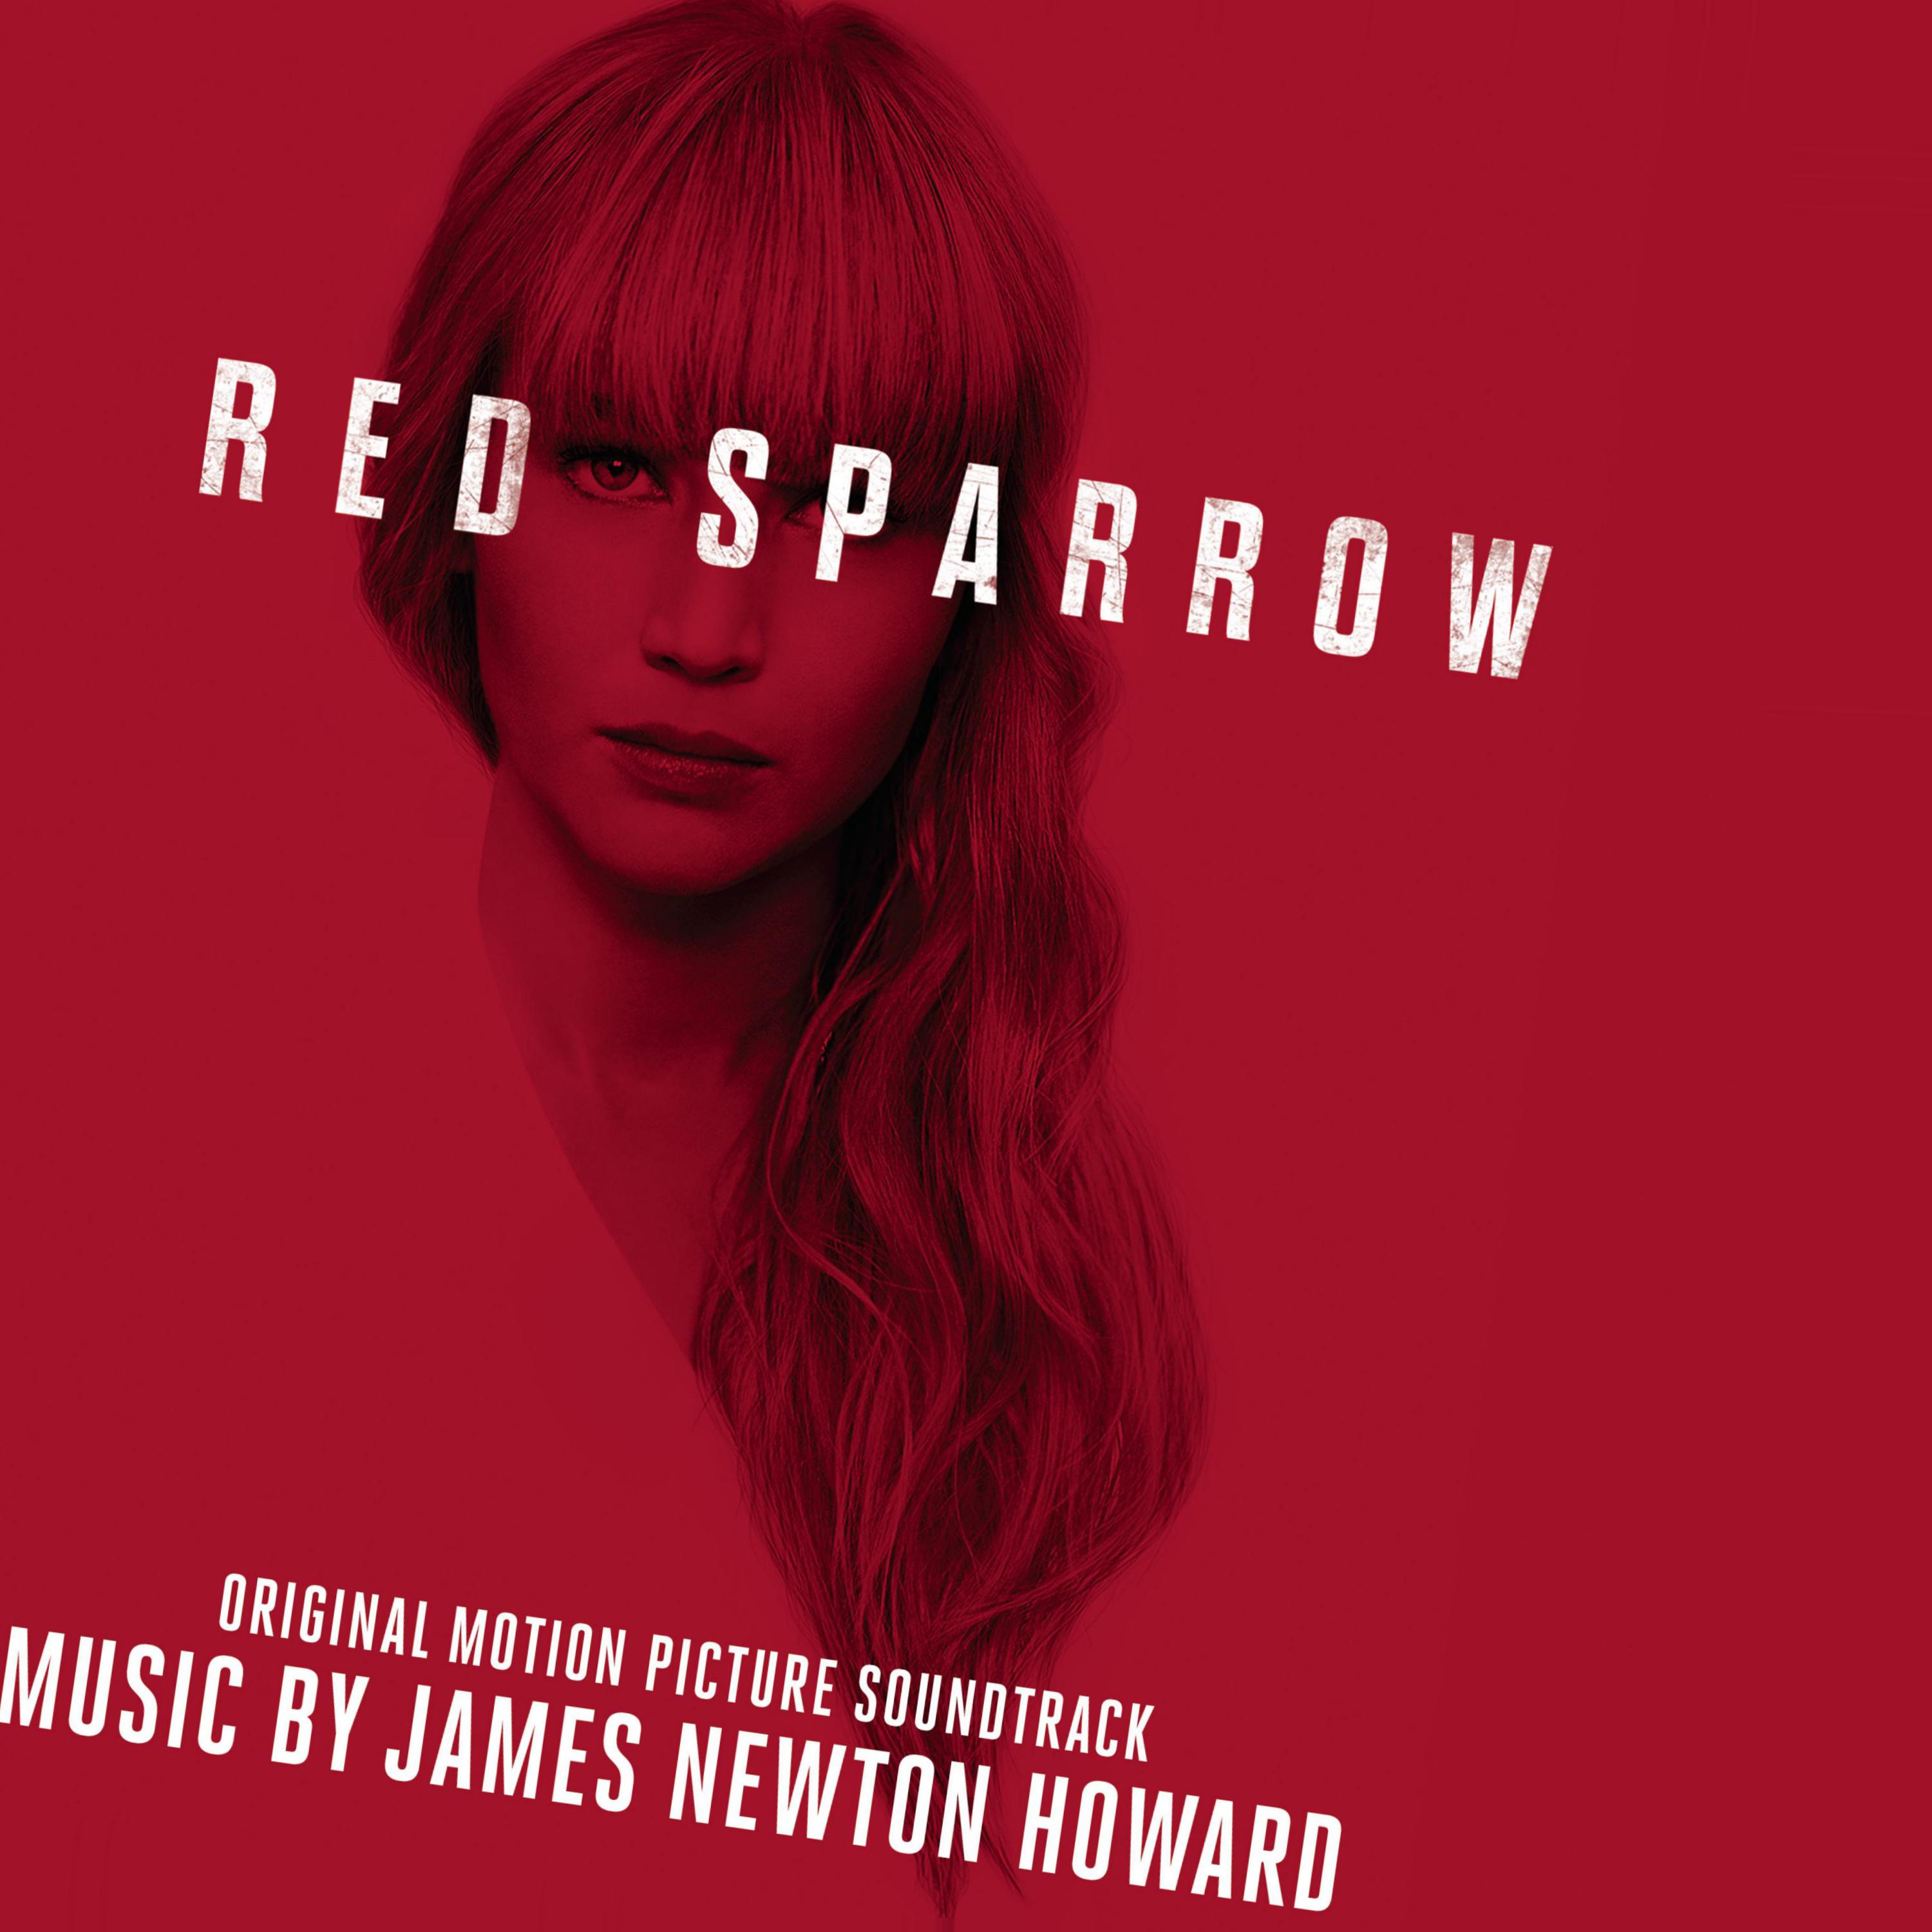 RED SPARROW
ORIGINAL MOTION PICTURE SOUNDTRACK
MUSIC BY JAMES NEWTON HOWARD